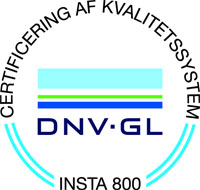 CERTIFICERING AF KVALITETSSYSTEM
DNV·GL
INSTA 800